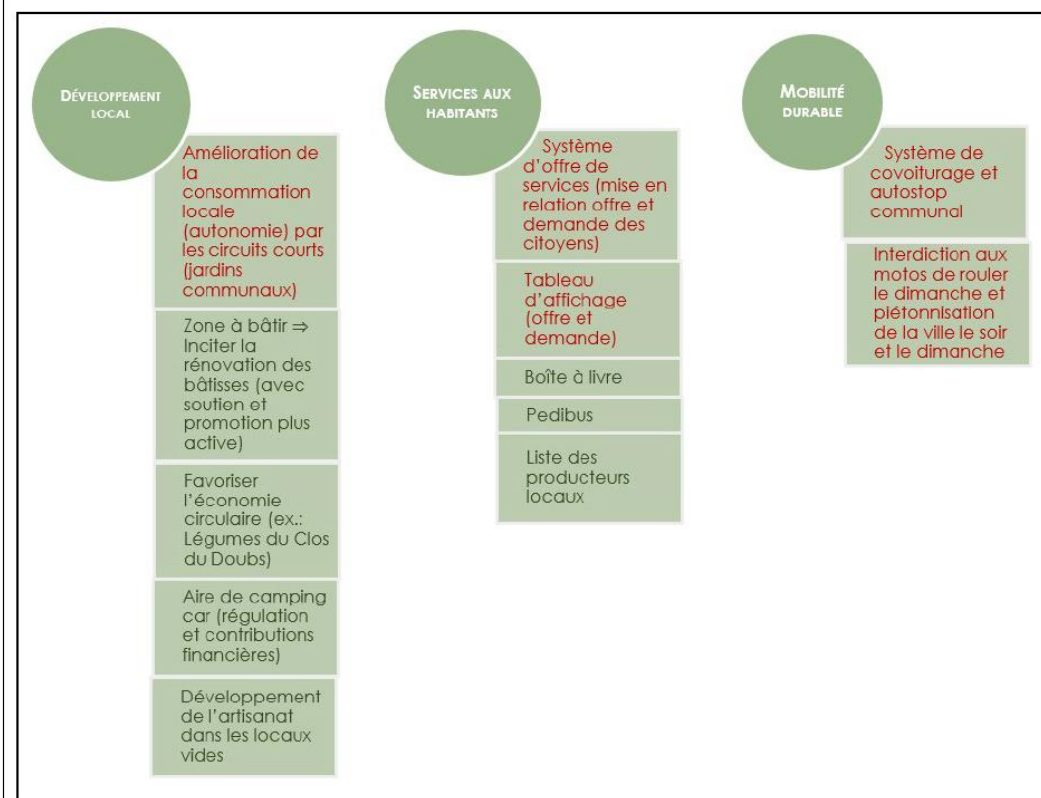 DÉVELOPPEMENT
LOCAL
Amélioration de
la
consommation
locale
(autonomie) par
les circuits courts
(jardins
communaux)
Zone à bâtir ⇒
Inciter la
rénovation des
bâtisses (avec
soutien et
promotion plus
active)
Favoriser
l'économie
circulaire (ex.:
Légumes du Clos
du Doubs)
Aire de camping
car (régulation
et contributions
financières)
Développement
de l'artisanat
dans les locaux
vides
SERVICES AUX
HABITANTS
Système
d'offre de
services (mise en
relation offre et
demande des
citoyens)
Tableau
d'affichage
(offre et
demande)
Boîte à livre
Pedibus
Liste des
producteurs
locaux
MOBILITÉ
DURABLE
Système de
covoiturage et
autostop
communal
Interdiction aux
motos de rouler
le dimanche et
piétonnisation
de la ville le soir
et le dimanche